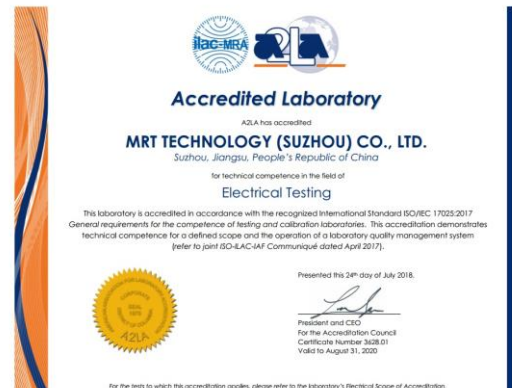 ilac-MRA
A2LA
Accredited Laboratory
A2LA has accredited
MRT TECHNOLOGY (SUZHOU) CO., LTD.
Suzhou, Jiangsu, People's Republic of China
for technical competence in the field of
Electrical Testing
This laboratory is accredited in accordance with the recognized International Standard ISO/IEC 17025:2017
General requirements for the competence of testing and calibration laboratories. This accreditation demonstrates
technical competence for a defined scope and the operation of a laboratory quality management system
(refer to joint ISO-ILAC-IAF Communiqué dated April 2017).
Presented this 24th day of July 2018.
President and CEO
For the Accreditation Council
Certificate Number 3628.01
Valid to August 31, 2020
CORPORATE
SEAL
1978
A2LA
For the tests to which this accreditation applies, please refer to the laboratory's Electrical Scope of Accreditation